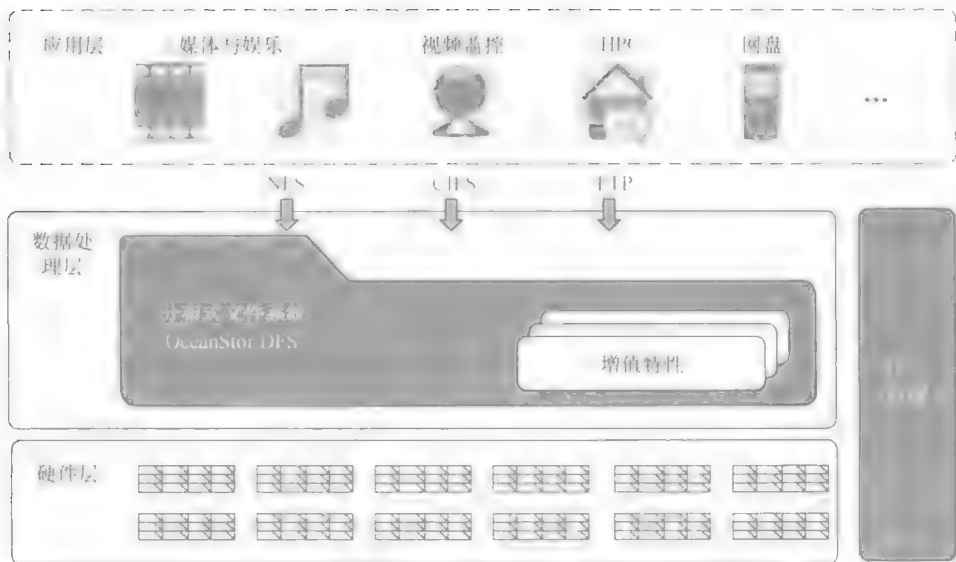 应用层 媒体与娱乐 视频监控 HPC 网盘
...
NFS CIFS FTP
数据处
理层
分布式文件系统
OceanStor DFS
增值特性
硬件层